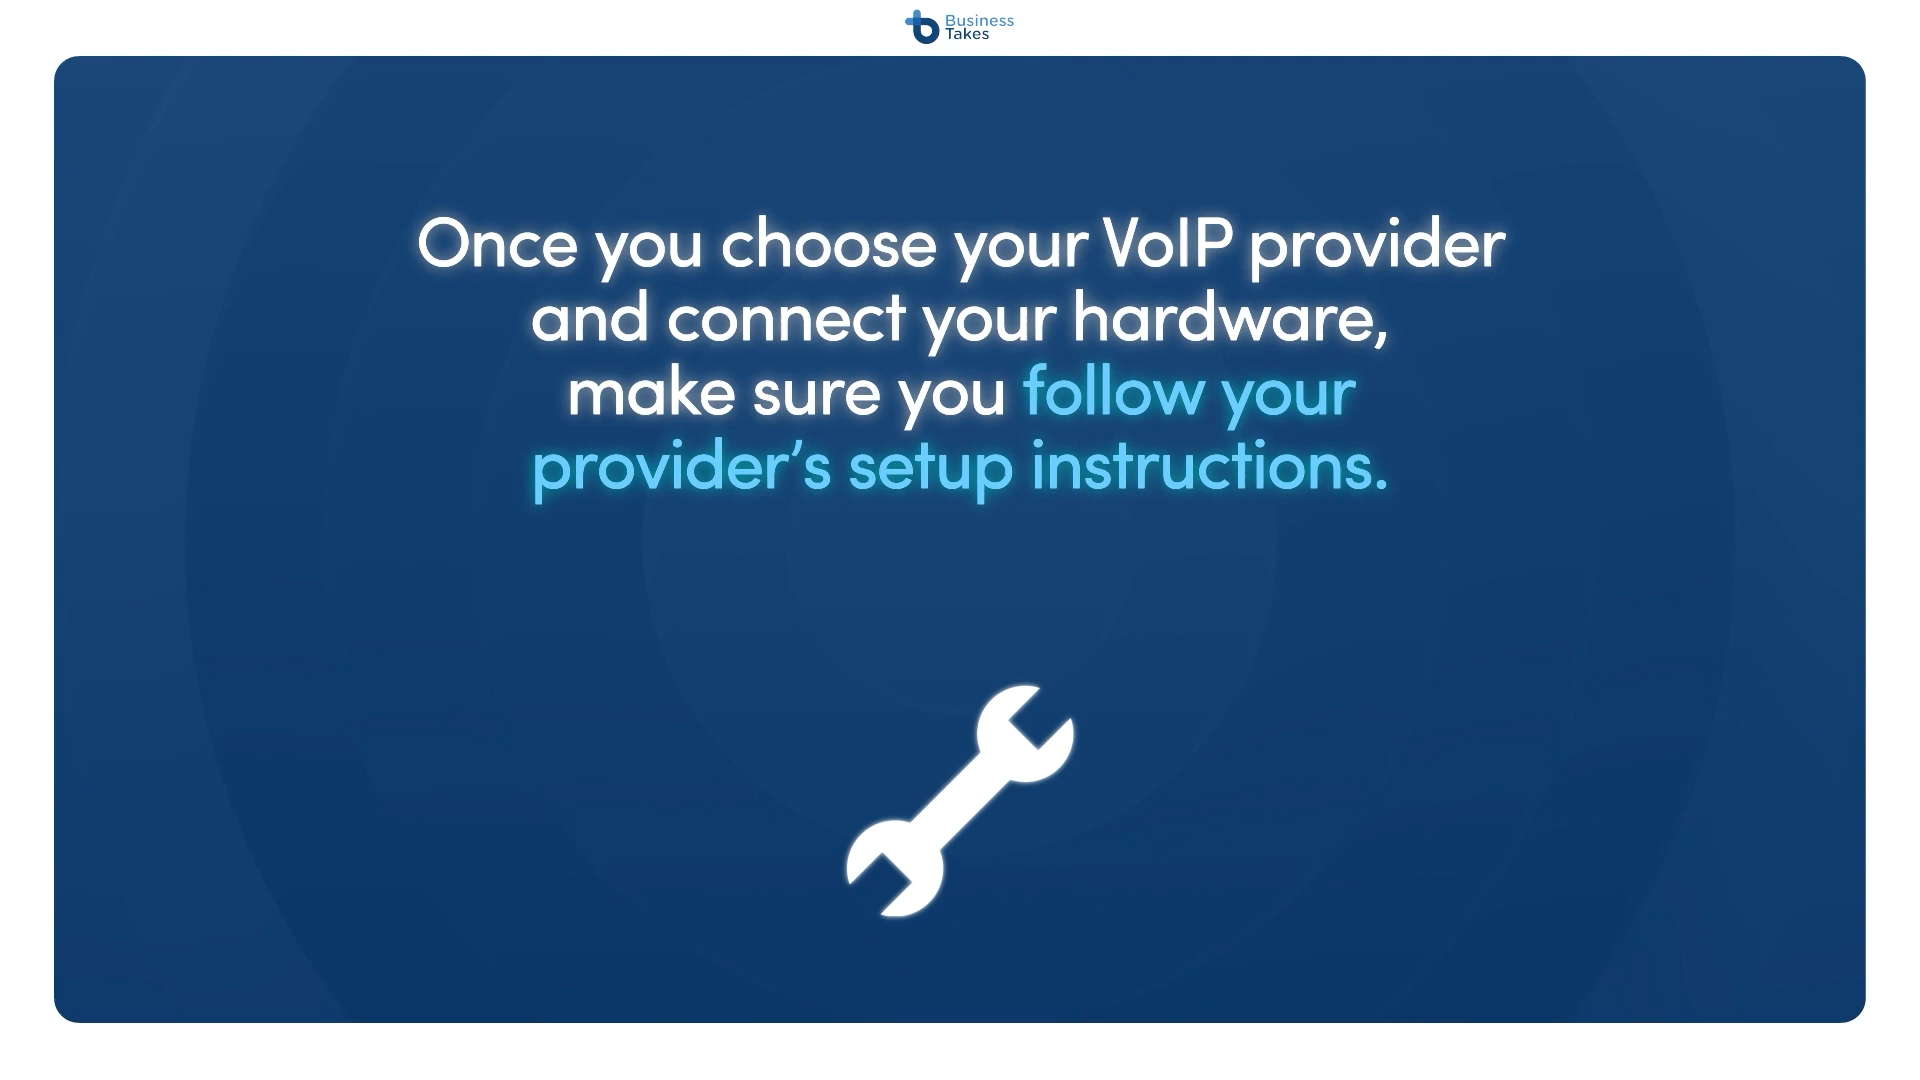 Business
Takes
Once you choose your VoIP provider
and connect your hardware,
make sure you follow your
provider’s setup instructions.